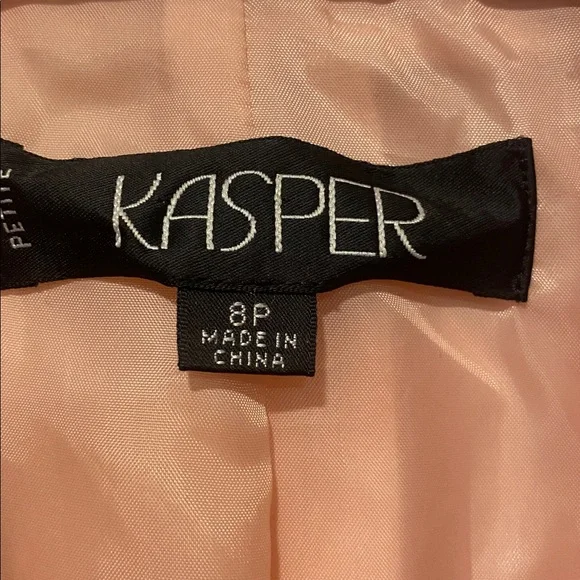 PETITE
KASPER
8P
MADE IN
CHINA